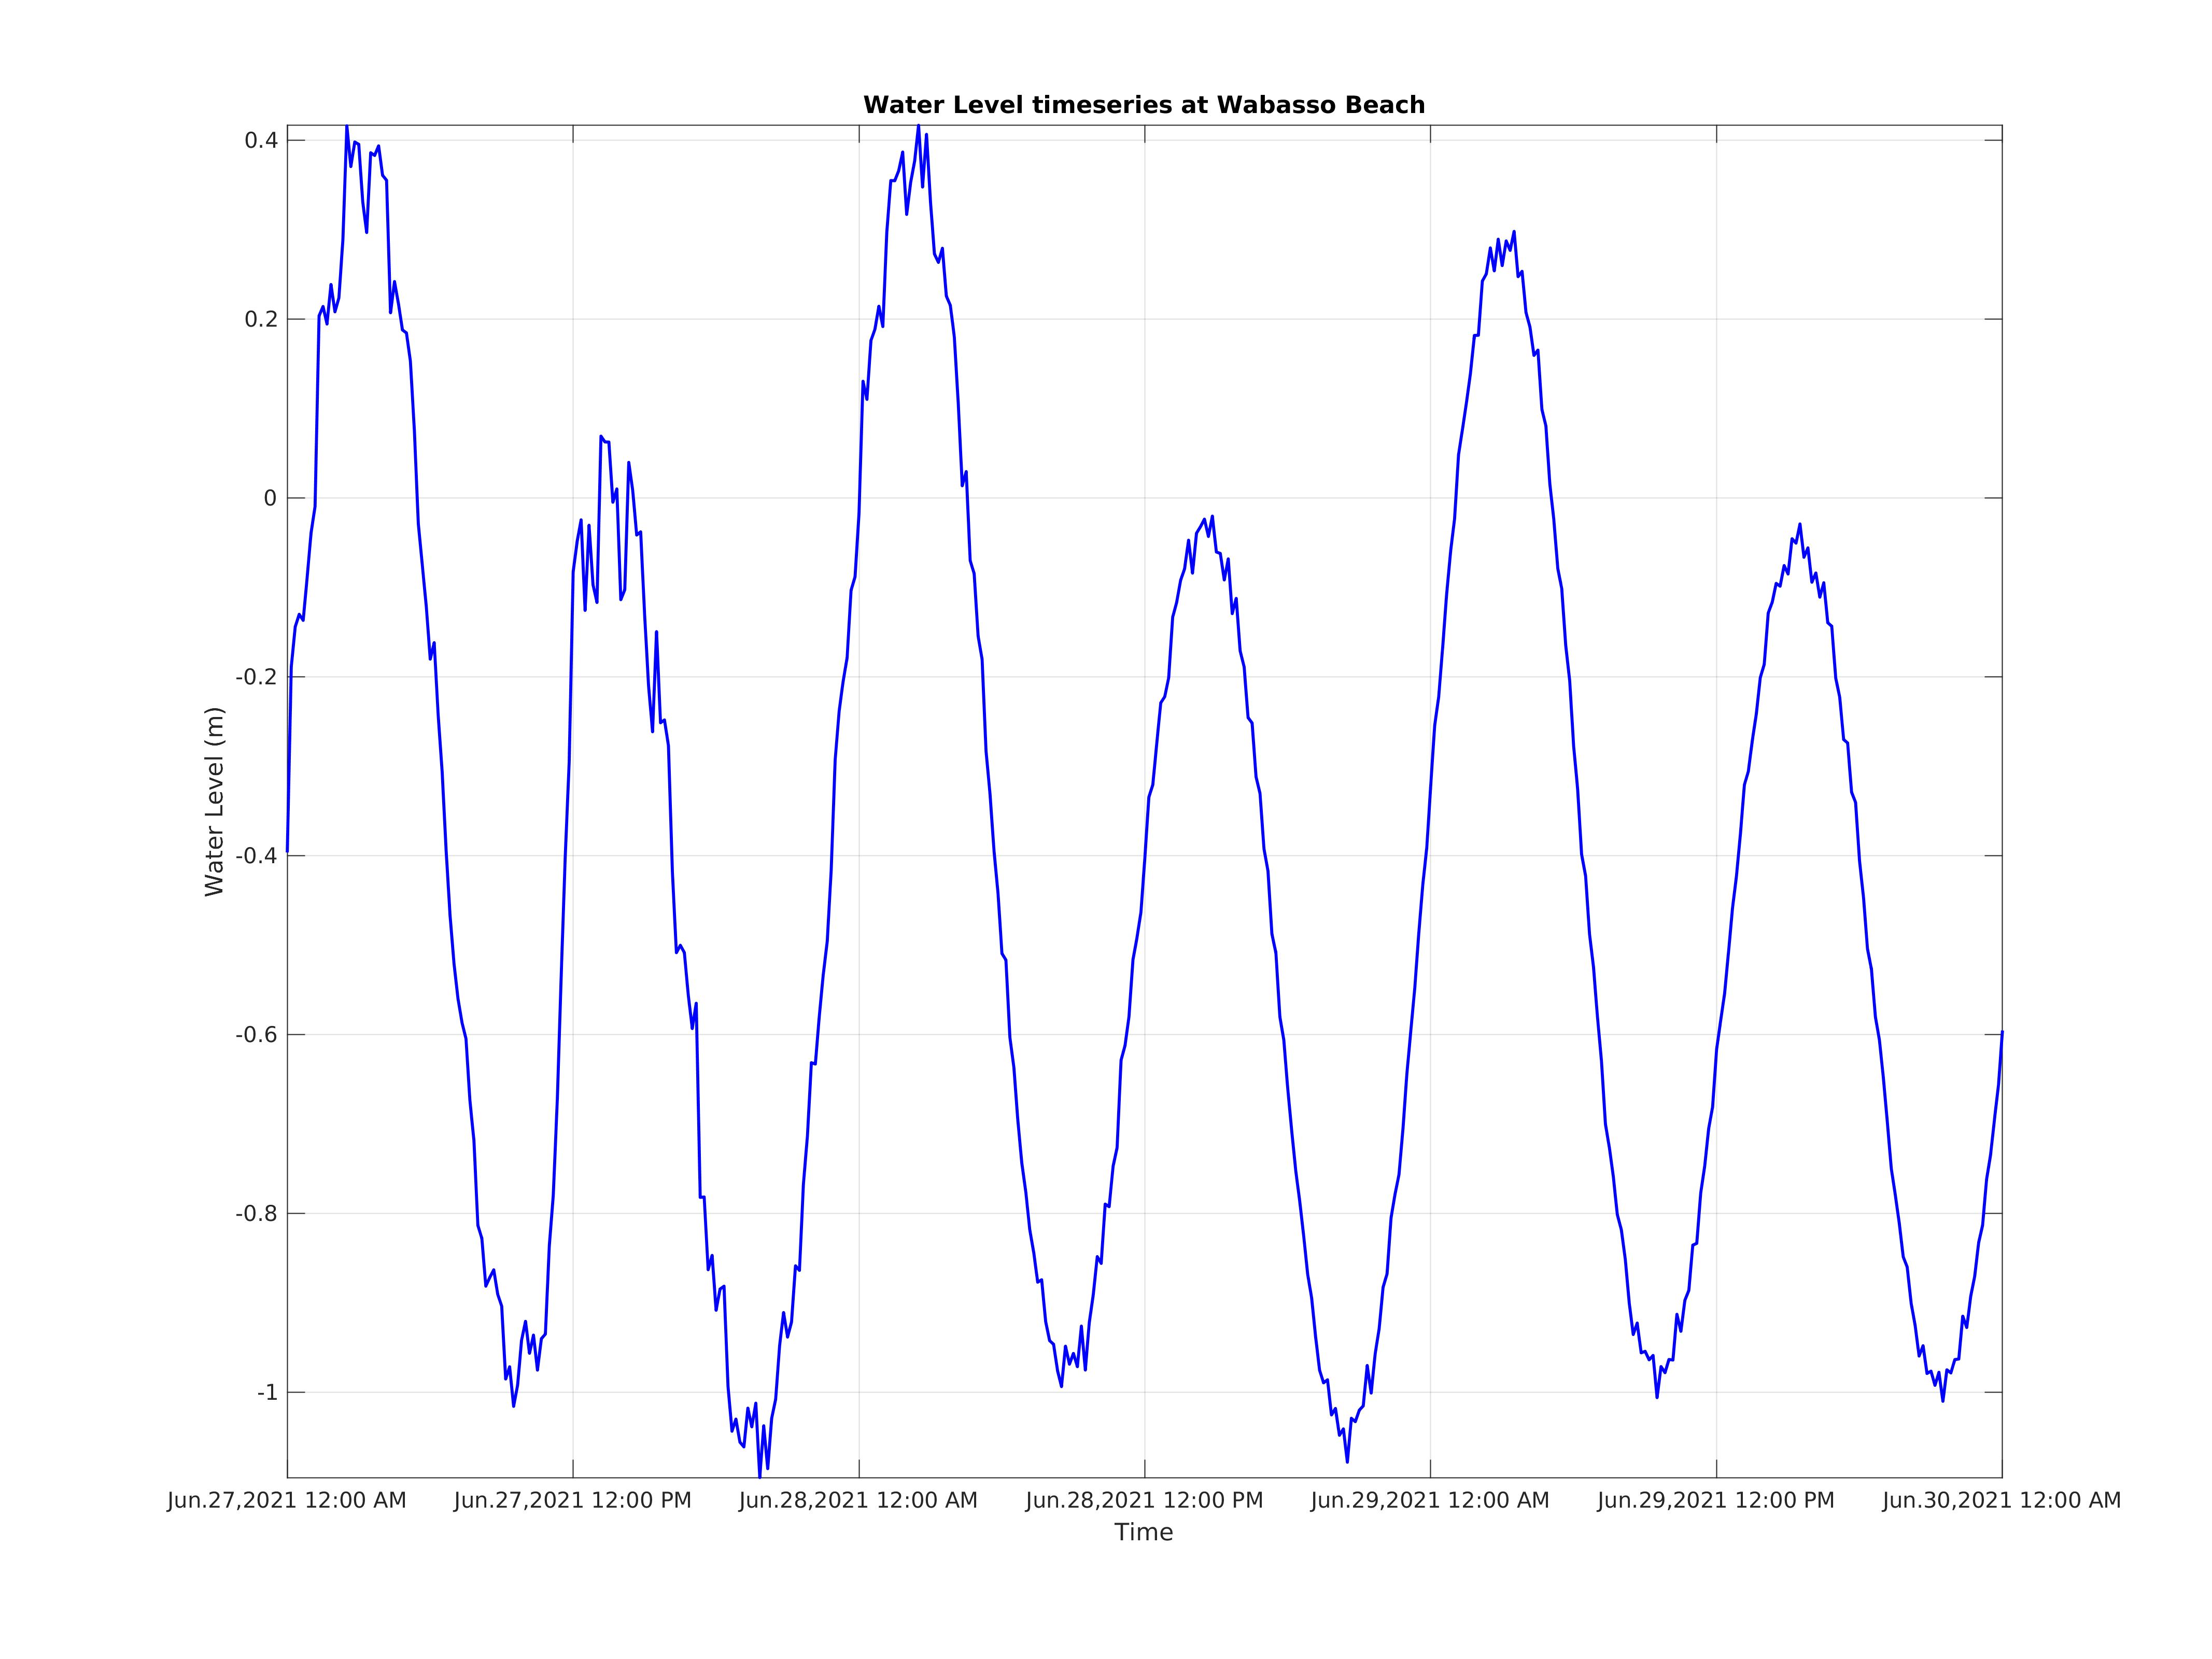 Water Level timeseries at Wabasso Beach
0.4
0.2
0
-0.2
-0.4
-0.6
-0.8
-1
Water Level (m)
Jun.27,2021 12:00 AM
Jun.27,2021 12:00 PM
Jun.28,2021 12:00 AM
Jun.28,2021 12:00 PM
Jun.29,2021 12:00 AM
Jun.29,2021 12:00 PM
Jun.30,2021 12:00 AM
Time